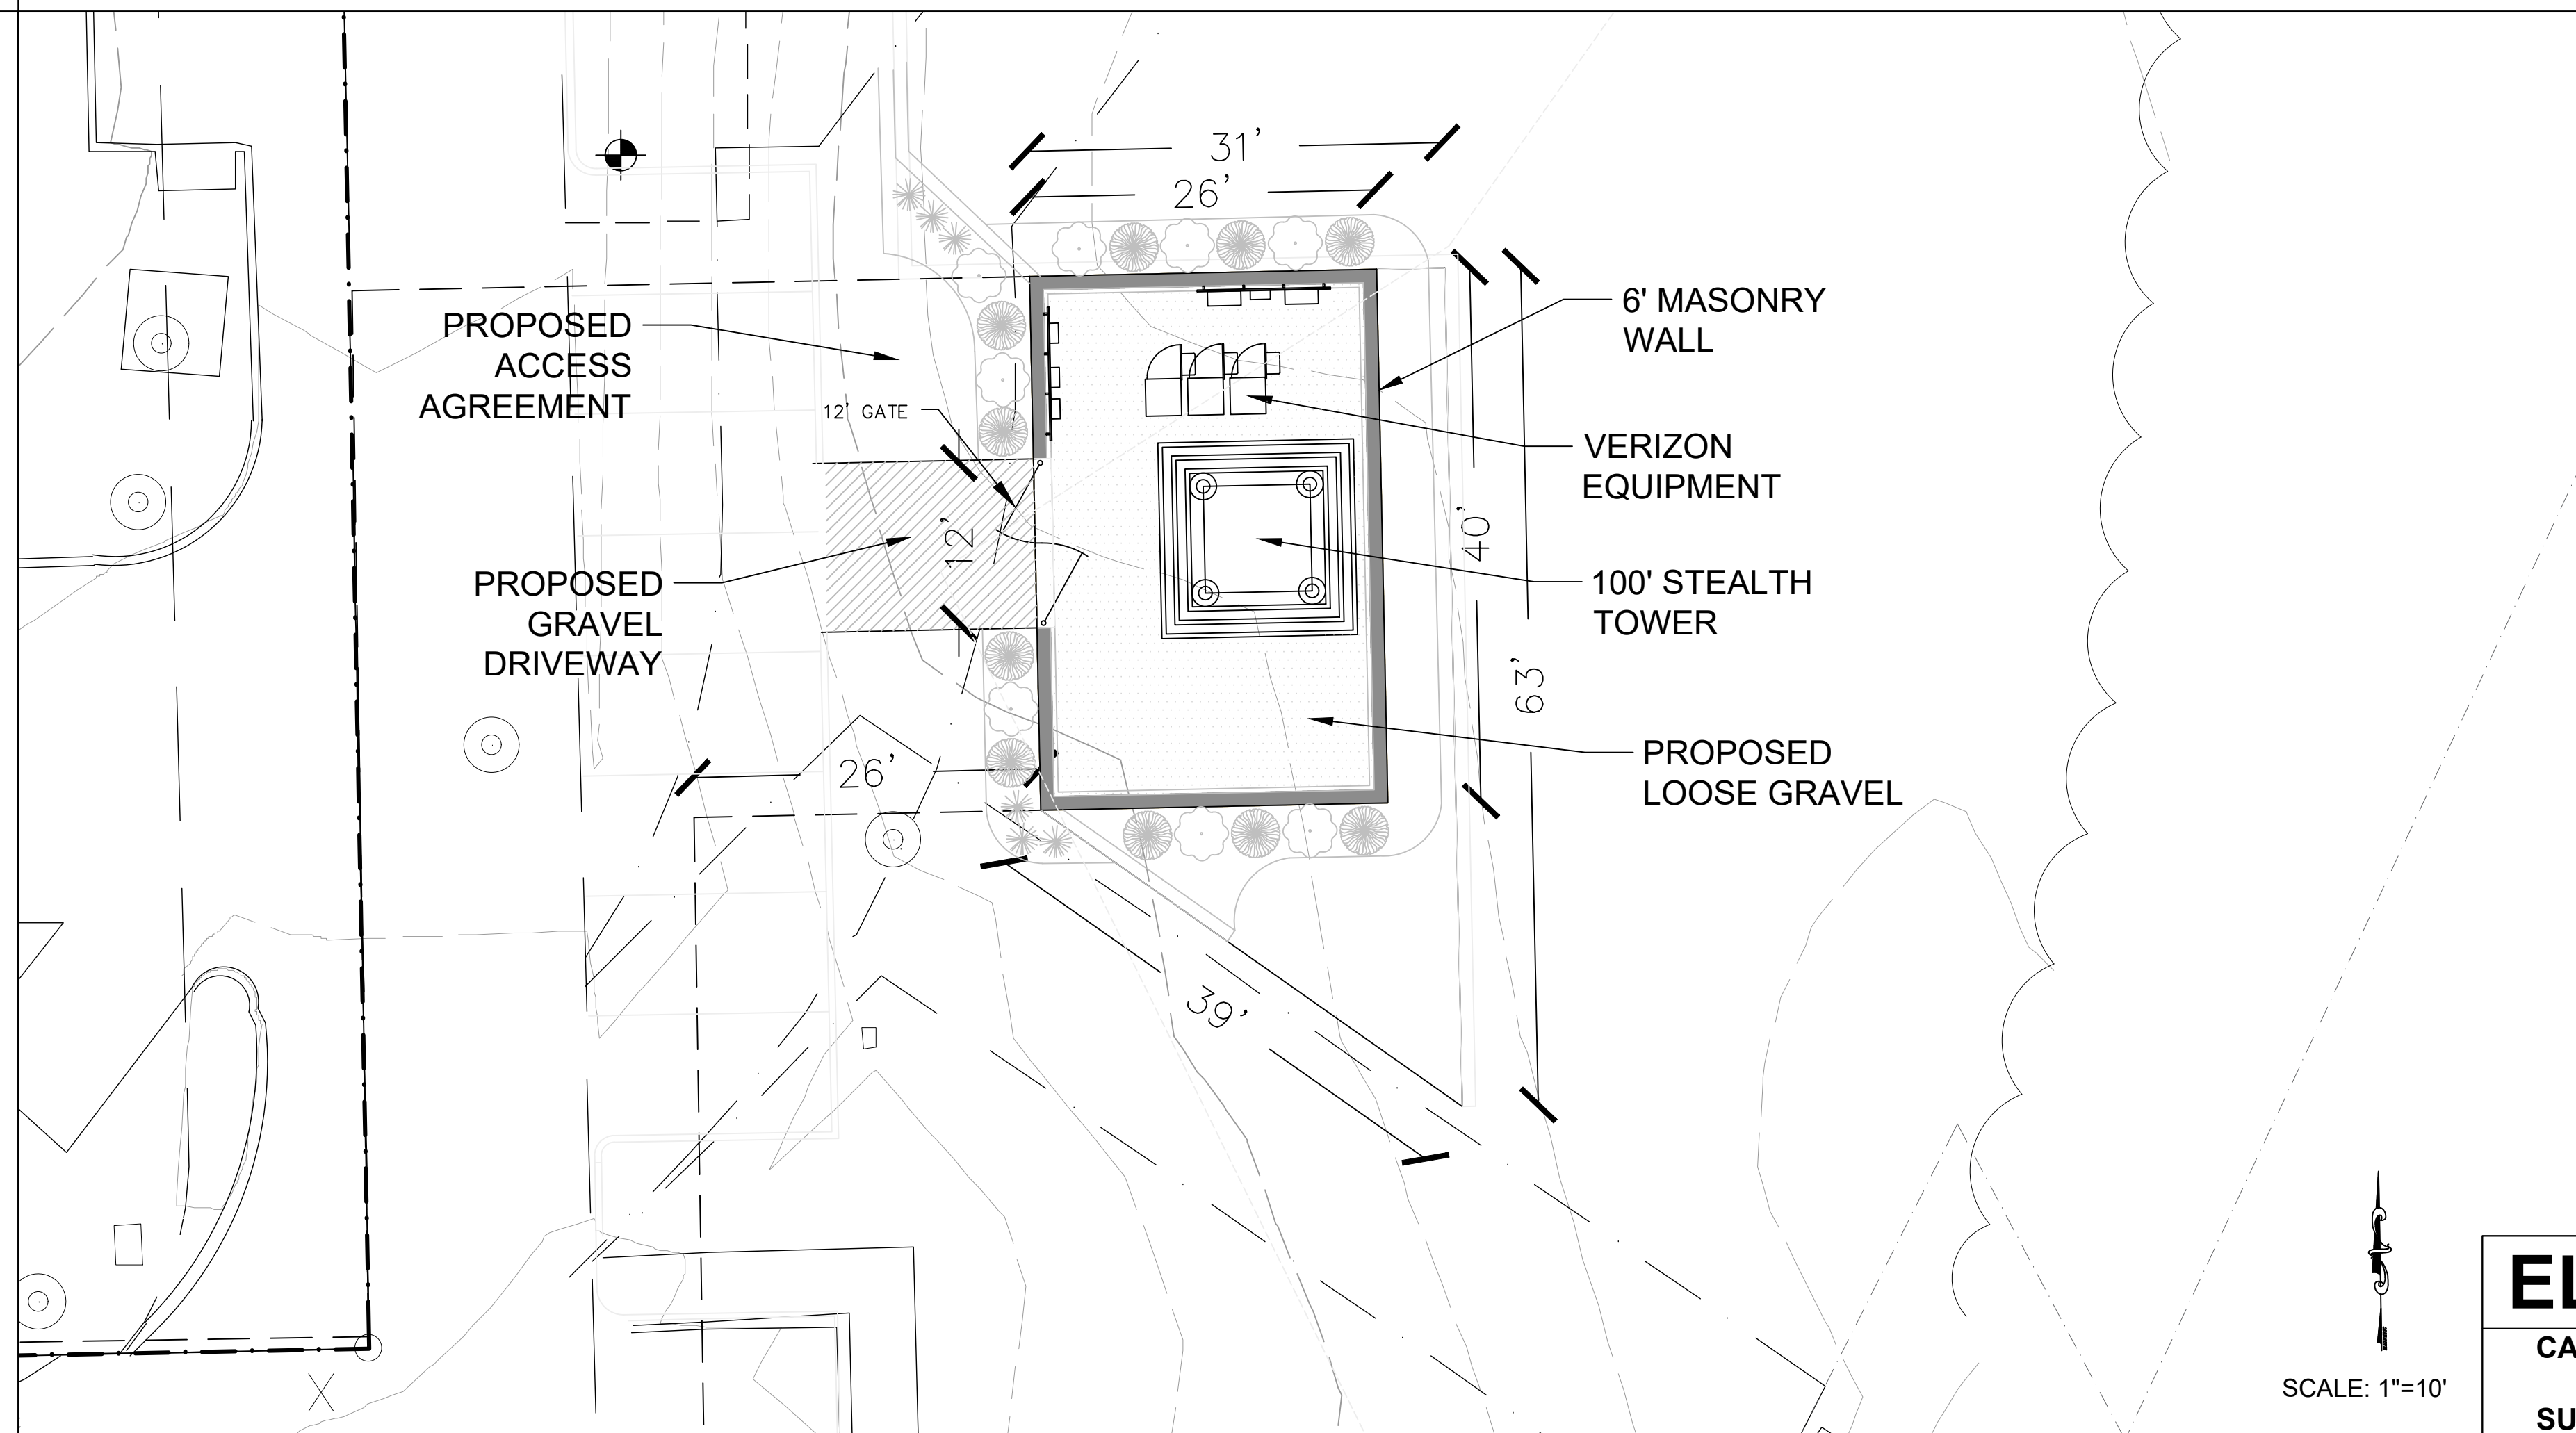 31'
26'
6' MASONRY
WALL
PROPOSED
ACCESS
AGREEMENT
12' GATE
VERIZON
EQUIPMENT
12'
40'
PROPOSED
GRAVEL
DRIVEWAY
100' STEALTH
TOWER
63'
26'
PROPOSED
LOOSE GRAVEL
39'
EL
CA
SCALE: 1"=10'
SU